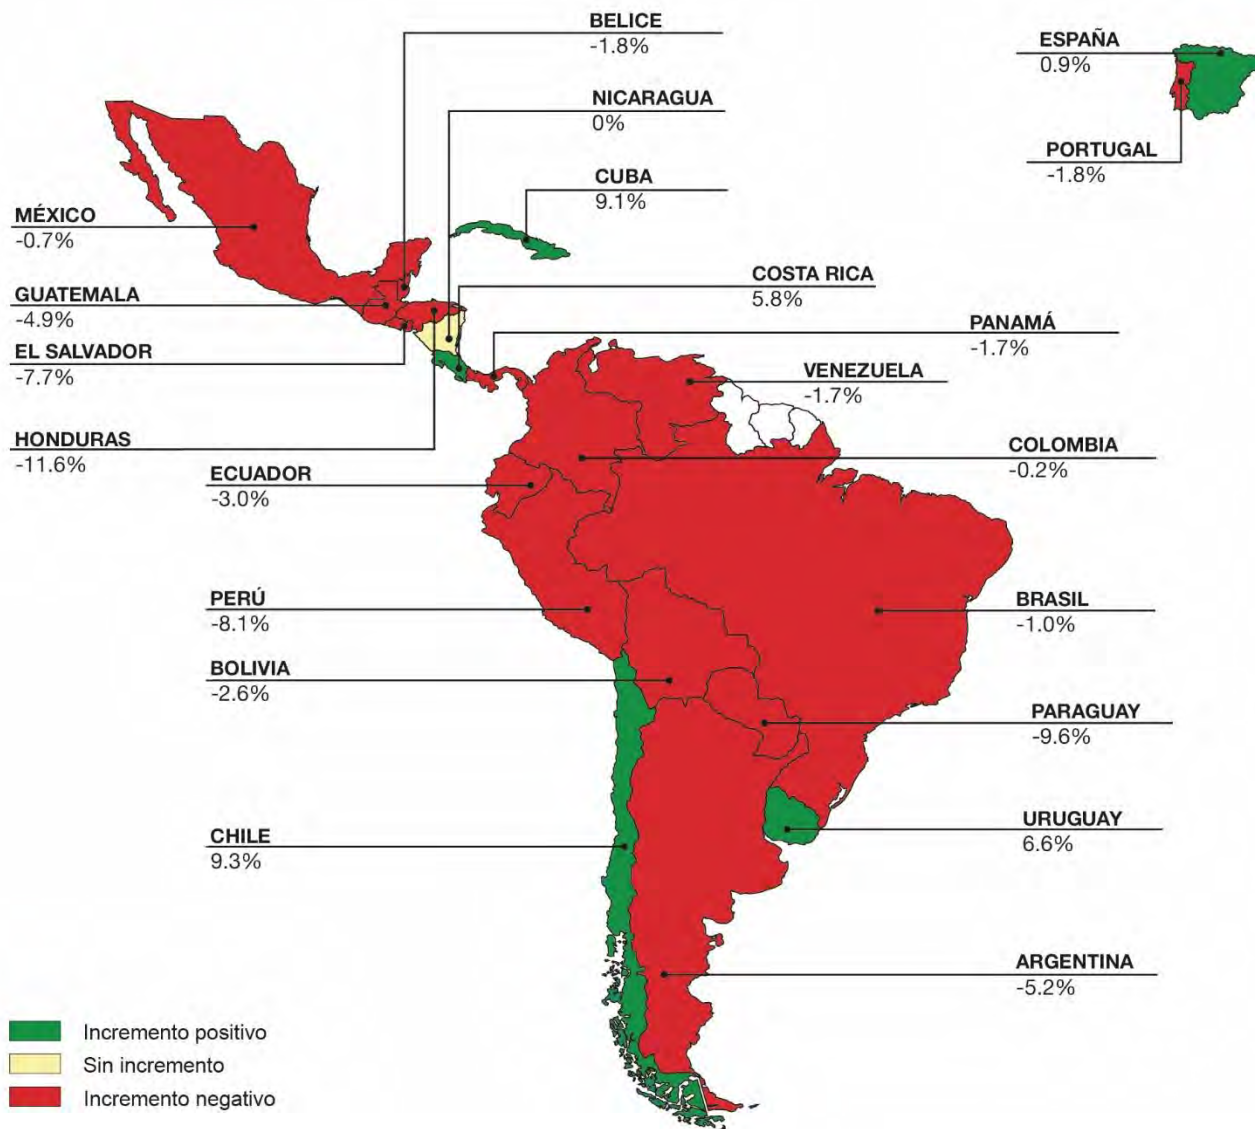 BELICE
-1.8%
ESPAÑA
0.9%
NICARAGUA
0%
PORTUGAL
-1.8%
CUBA
9.1%
MÉXICO
-0.7%
COSTA RICA
5.8%
GUATEMALA
-4.9%
PANAMÁ
-1.7%
EL SALVADOR
-7.7%
VENEZUELA
-1.7%
HONDURAS
-11.6%
COLOMBIA
-0.2%
ECUADOR
-3.0%
PERÚ
-8.1%
BRASIL
-1.0%
BOLIVIA
-2.6%
PARAGUAY
-9.6%
CHILE
9.3%
URUGUAY
6.6%
ARGENTINA
-5.2%
Incremento positivo
Sin incremento
Incremento negativo